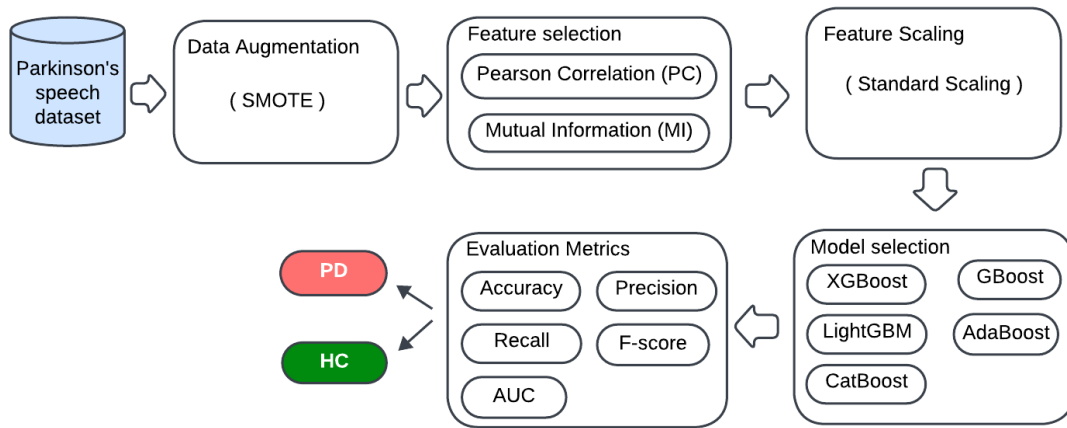 Parkinson's
speech
dataset
Data Augmentation
( SMOTE )
Feature selection
Pearson Correlation (PC)
Mutual Information (MI)
Feature Scaling
( Standard Scaling )
Model selection
XGBoost
GBoost
LightGBM
AdaBoost
CatBoost
Evaluation Metrics
Accuracy
Precision
Recall
F-score
AUC
PD
HC